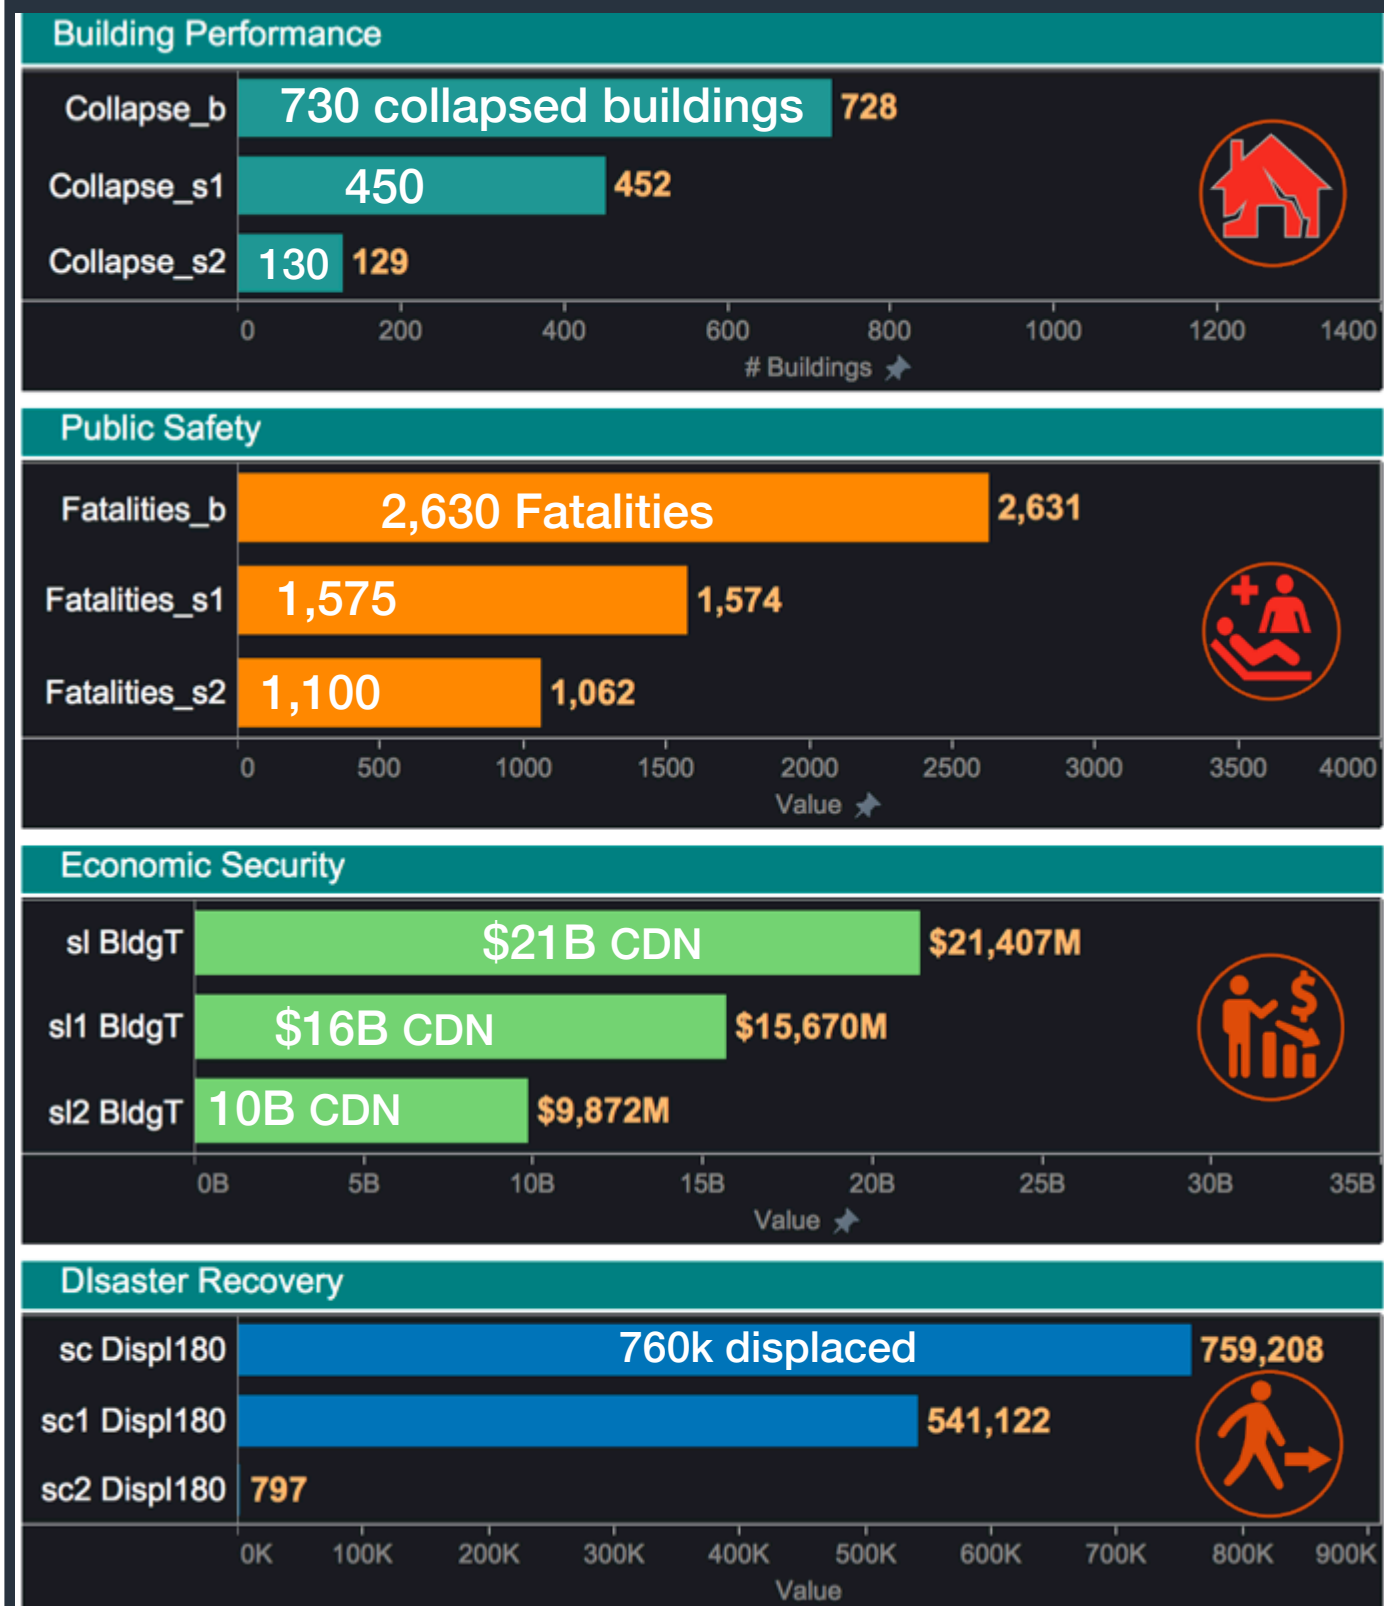 Building Performance
Collapse_b 730 collapsed buildings 728
Collapse_s1 450 452
Collapse_s2 130 129
0 200 400 600 800 1000 1200 1400
# Buildings
Public Safety
Fatalities_b 2,630 Fatalities 2,631
Fatalities_s1 1,575 1,574
Fatalities_s2 1,100 1,062
0 500 1000 1500 2000 2500 3000 3500 4000
Value
Economic Security
sl BldgT $21B CDN $21,407M
sl1 BldgT $16B CDN $15,670M
sl2 BldgT 10B CDN $9,872M
0B 5B 10B 15B 20B 25B 30B 35B
Value
DIsaster Recovery
sc Displ180 760k displaced 759,208
sc1 Displ180 541,122
sc2 Displ180 797
0K 100K 200K 300K 400K 500K 600K 700K 800K 900K
Value